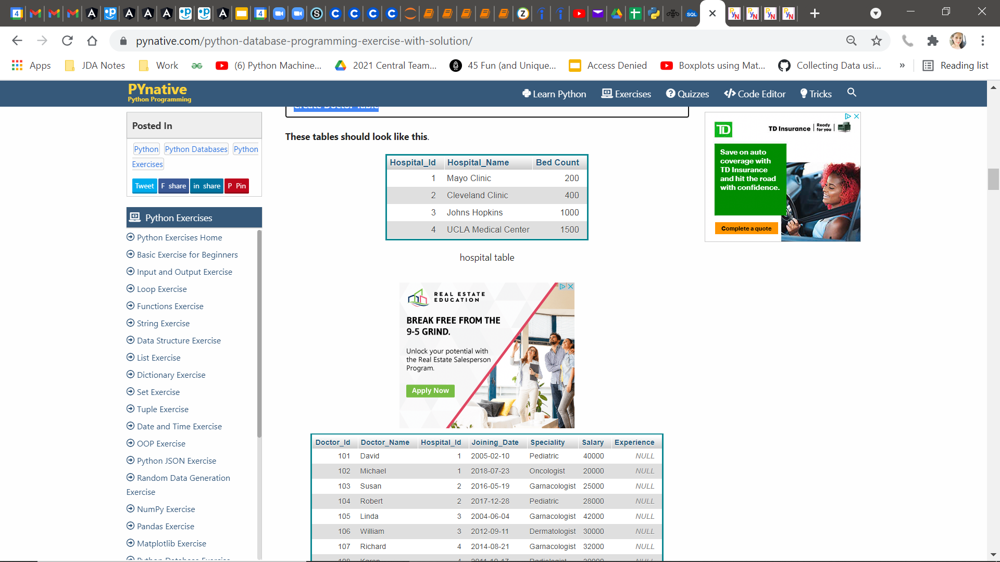 pynative.com/python-database-programming-exercise-with-solution/
Apps
JDA Notes
Work
(6) Python Machine...
2021 Central Team...
45 Fun (and Unique...
Access Denied
Boxplots using Mat...
Collecting Data usi...
»
Reading list
PYnative
Python Programming
Learn Python
Exercises
Quizzes
Code Editor
Tricks
Posted In
Python
Python Databases
Python
Exercises
Tweet
F share
in share
P Pin
Python Exercises
Python Exercises Home
Basic Exercise for Beginners
Input and Output Exercise
Loop Exercise
Functions Exercise
String Exercise
Data Structure Exercise
List Exercise
Dictionary Exercise
Set Exercise
Tuple Exercise
Date and Time Exercise
OOP Exercise
Python JSON Exercise
Random Data Generation
Exercise
NumPy Exercise
Pandas Exercise
Matplotlib Exercise
Python Database Exercise
Create Doctor Table
These tables should look like this.
Hospital_Id Hospital_Name Bed Count
1 Mayo Clinic 200
2 Cleveland Clinic 400
3 Johns Hopkins 1000
4 UCLA Medical Center 1500
hospital table
REAL ESTATE
EDUCATION
BREAK FREE FROM THE
9-5 GRIND.
Unlock your potential with
the Real Estate Salesperson
Program.
Apply Now
Doctor_Id Doctor_Name Hospital_Id Joining_Date Speciality Salary Experience
101 David 1 2005-02-10 Pediatric 40000 NULL
102 Michael 1 2018-07-23 Oncologist 20000 NULL
103 Susan 2 2016-05-19 Garnacologist 25000 NULL
104 Robert 2 2017-12-28 Pediatric 28000 NULL
105 Linda 3 2004-06-04 Garnacologist 42000 NULL
106 William 3 2012-09-11 Dermatologist 30000 NULL
107 Richard 4 2014-08-21 Garnacologist 32000 NULL
TD
TD Insurance
Ready
for you
Save on auto
coverage with
TD Insurance
and hit the road
with confidence.
Complete a quote